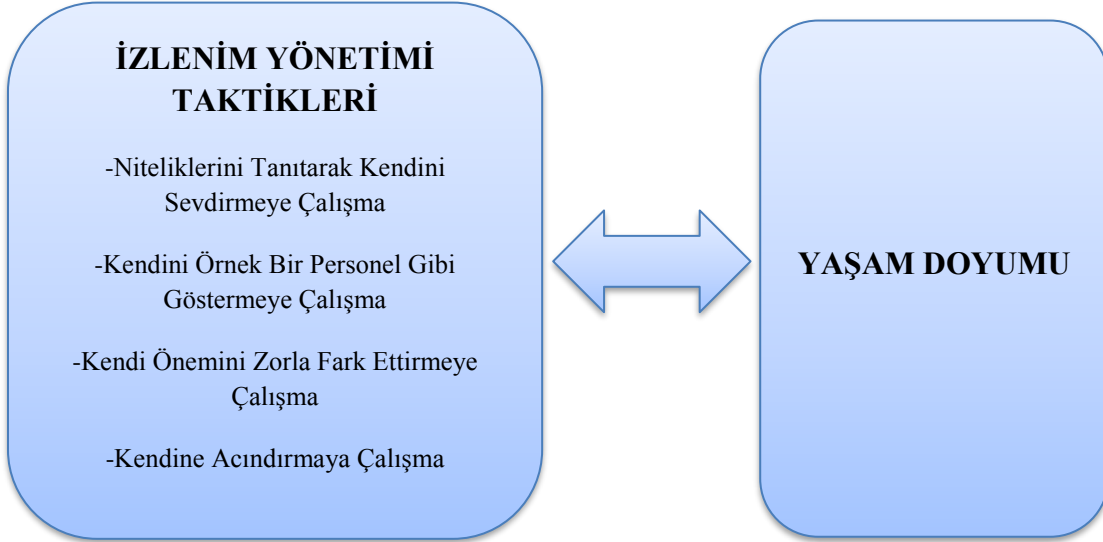 İZLENİM YÖNETİMİ
TAKTİKLERİ
-Niteliklerini Tanıtarak Kendini
Sevdirmeye Çalışma
-Kendini Örnek Bir Personel Gibi
Göstermeye Çalışma
-Kendi Önemini Zorla Fark Ettirmeye
Çalışma
-Kendine Acındırmaya Çalışma
YAŞAM DOYUMU